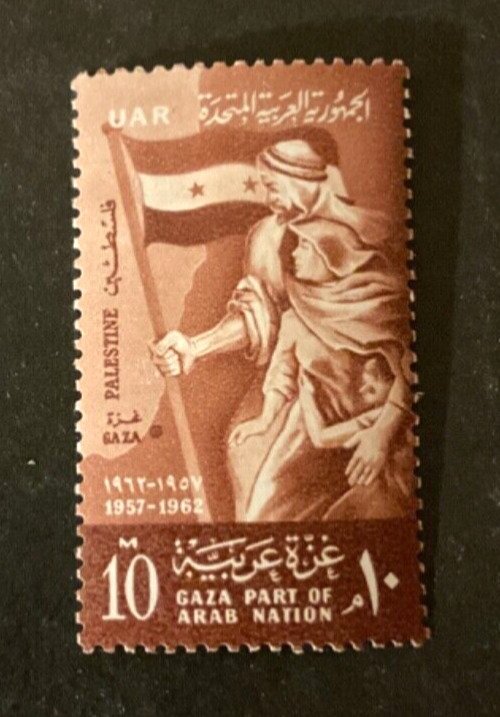 UAR الجمهورية العربية المتحدة
فلسطين
PALESTINE
غزة
GAZA
١٩٦٢-١٩٥٧
1957-1962
M
10
غزة عربية
GAZA PART OF
ARAB NATION
١٠م